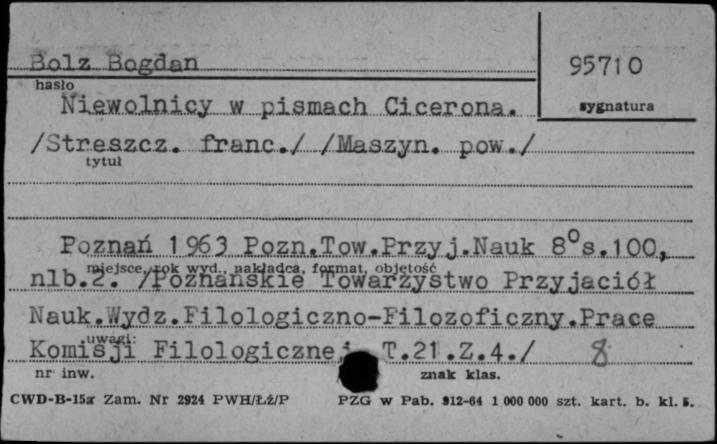 Bolz Bogdan
95710
hasło
sygnatura
Niewolnicy w pismach Cicerona.
/Streszcz. franc./ /Maszyn. pow./
tytuł
Poznań 1963 Pozn.Tow.Przyj.Nauk 8°s.100,
miejsce, rok wyd., nakładca, format, objętość
nlb.2. /Poznańskie Towarzystwo Przyjaciół
Nauk.Wydz.Filologiczno-Filozoficzny.Prace
uwagi:
Komisji Filologicznej T.21.Z.4./ 8
nr inw.
znak klas.
CWD-B-15a Zam. Nr 2924 PWH/Łź/P
PZG w Pab. 912-64 1 000 000 szt. kart. b. kl. 5.